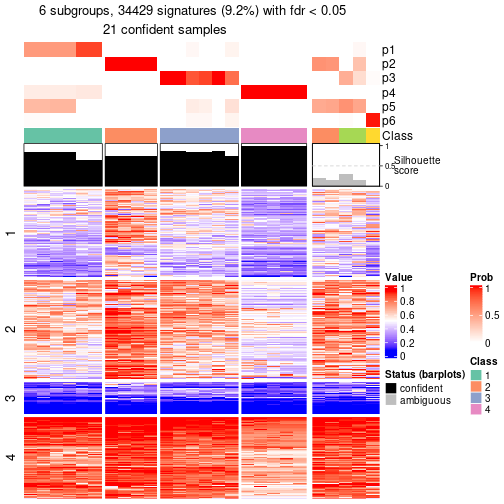 6 subgroups, 34429 signatures (9.2%) with fdr < 0.05
21 confident samples
p1
p2
p3
p4
p5
p6
Class
1
0.5
0
Silhouette
score
1
2
3
4
Value
1
0.8
0.6
0.4
0.2
0
Prob
1
0.5
0
Status (barplots)
confident
ambiguous
Class
1
2
3
4